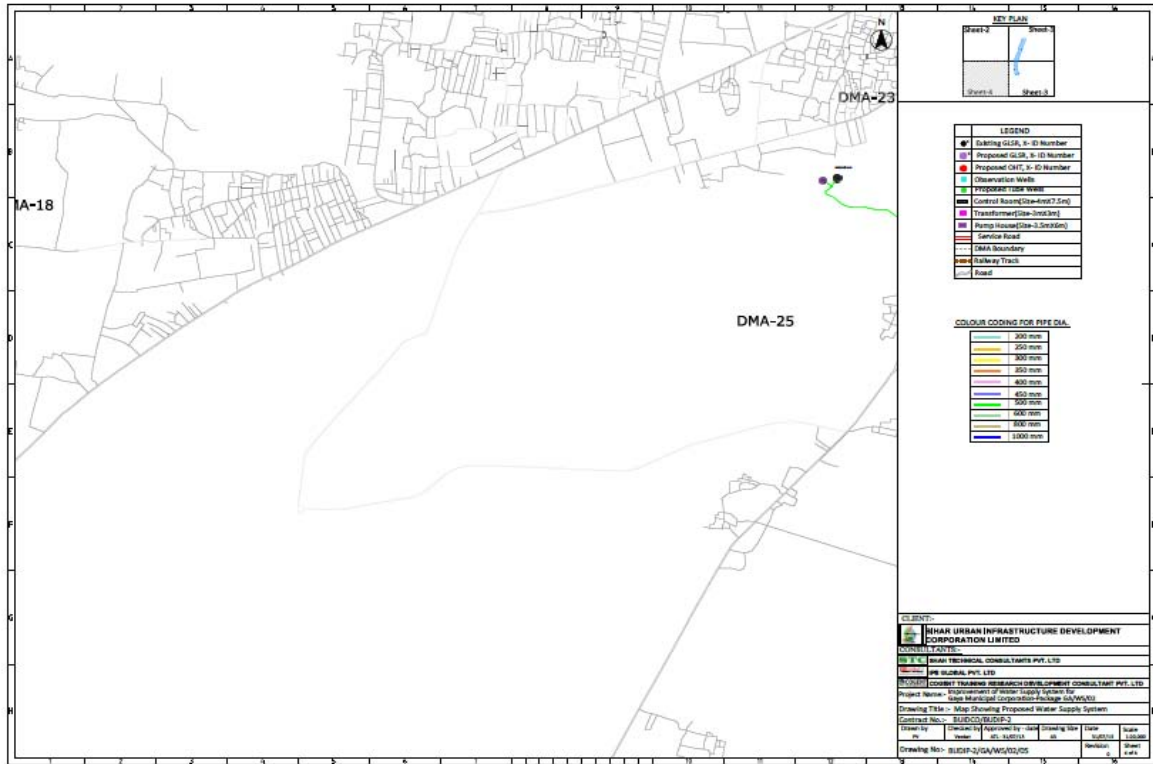 N
DMA-23
MA-18
DMA-25
KEY PLAN
Sheet-2 Sheet-3
Sheet-4 Sheet-3
LEGEND
Existing GLSR, X- ID Number
Proposed GLSR, X- ID Number
Proposed OHT, X- ID Number
Observation Wells
Proposed Tube Wells
Control Room(Size-4mX7.5m)
Transformer(Size-3mX3m)
Pump House(Size-3.5mX6m)
Service Road
DMA Boundary
Railway Track
Road
COLOUR CODING FOR PIPE DIA.
200 mm
250 mm
300 mm
350 mm
400 mm
450 mm
500 mm
600 mm
800 mm
1000 mm
CLIENT:-
BIHAR URBAN INFRASTRUCTURE DEVELOPMENT
CORPORATION LIMITED
CONSULTANTS:-
STC SHAH TECHNICAL CONSULTANTS PVT. LTD
IPE GLOBAL PVT. LTD
COGENT TRAINING RESEARCH DEVELOPMENT CONSULTANT PVT. LTD
Project Name:- Improvement of Water Supply System for
Gaya Municipal Corporation-Package GA/WS/02
Drawing Title :- Map Showing Proposed Water Supply System
Contract No.:- BUIDCO/BUDIP-2
Drawn by Checked by Approved by - date Drawing Size Date Scale
PV
Drawing No:- BUDIP-2/GA/WS/02/05 Revision Sheet
0